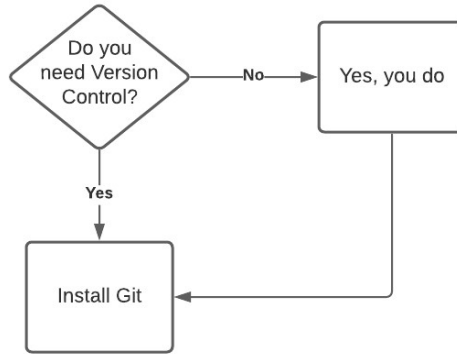 Do you
need Version
Control?
No
Yes, you do
Yes
Install Git